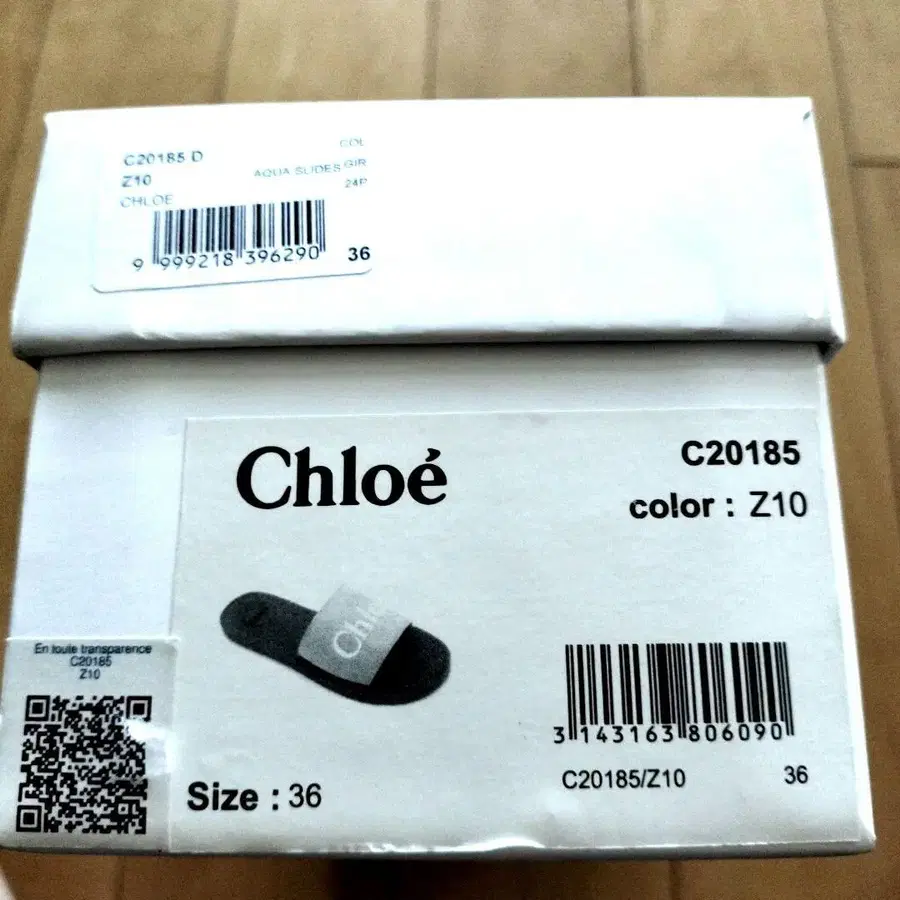 C20185 D
COL
Z10
AQUA SLIDES GIR
CHLOE
24P
9 999218 396290
36
Chloé
C20185
color : Z10
Chlo
En toute transparence
C20185
Z10
3 143163 806090
C20185/Z10
36
Size : 36